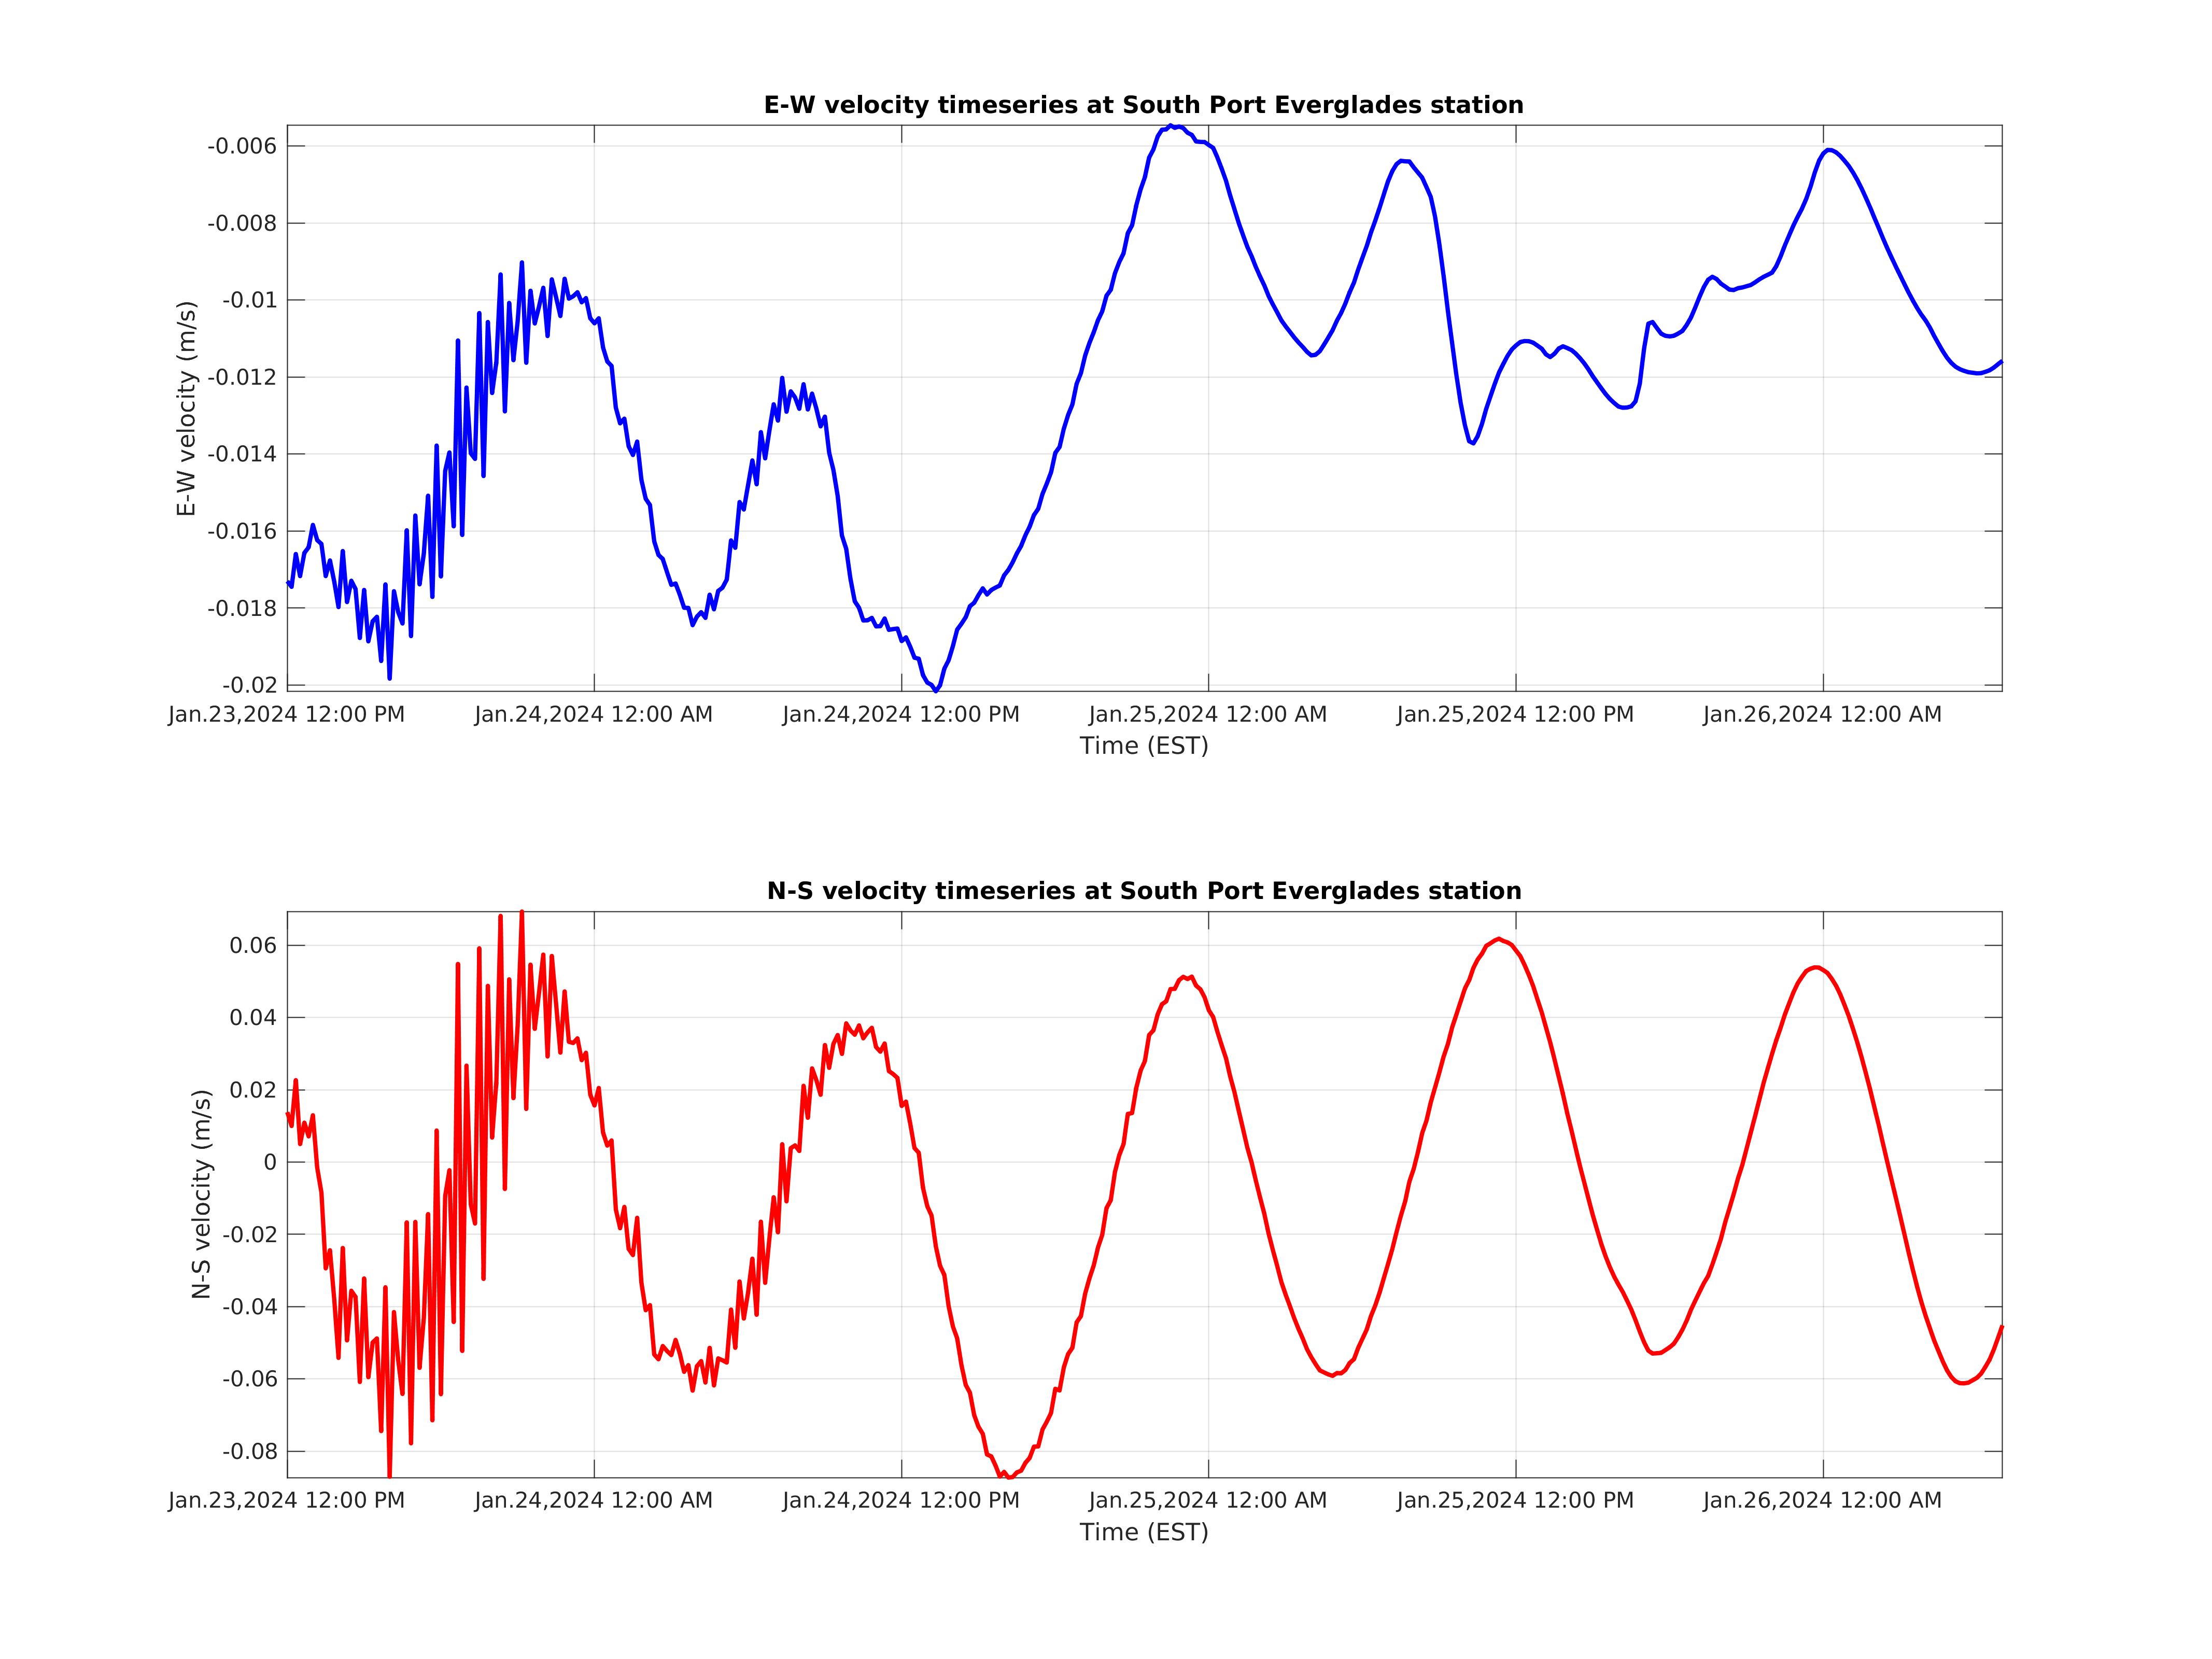 E-W velocity timeseries at South Port Everglades station
-0.006
-0.008
-0.01
-0.012
-0.014
-0.016
-0.018
-0.02
E-W velocity (m/s)
Jan.23,2024 12:00 PM Jan.24,2024 12:00 AM Jan.24,2024 12:00 PM Jan.25,2024 12:00 AM Jan.25,2024 12:00 PM Jan.26,2024 12:00 AM
Time (EST)
N-S velocity timeseries at South Port Everglades station
0.06
0.04
0.02
0
-0.02
-0.04
-0.06
-0.08
N-S velocity (m/s)
Jan.23,2024 12:00 PM Jan.24,2024 12:00 AM Jan.24,2024 12:00 PM Jan.25,2024 12:00 AM Jan.25,2024 12:00 PM Jan.26,2024 12:00 AM
Time (EST)